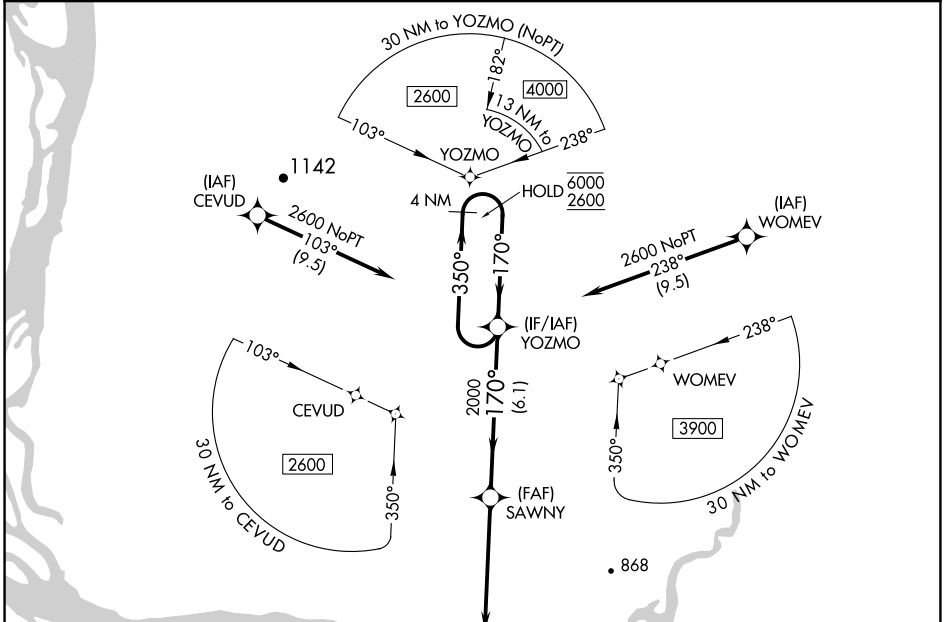 30 NM to YOZMO (NoPT)
182°
2600
4000
13 NM to
YOZMO
103°
238°
YOZMO
1142
(IAF)
CEVUD
2600 NoPT
103°
(9.5)
4 NM
HOLD
6000
2600
(IAF)
WOMEV
2600 NoPT
238°
(9.5)
350°
170°
(IF/IAF)
YOZMO
103°
CEVUD
2600
350°
30 NM to CEVUD
2000
170°
(6.1)
238°
WOMEV
3900
350°
30 NM to WOMEV
(FAF)
SAWNY
868